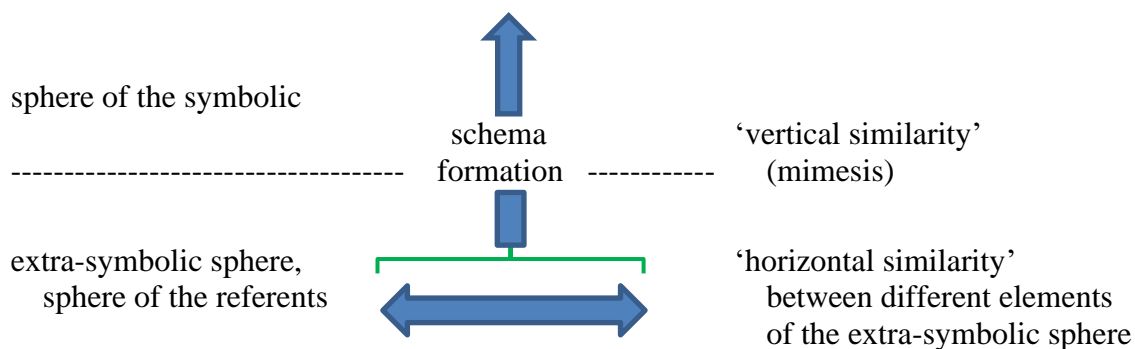 sphere of the symbolic
schema ‘vertical similarity’
------------------------------------- formation ------------ (mimesis)
extra-symbolic sphere, ‘horizontal similarity’
sphere of the referents between different elements
of the extra-symbolic sphere